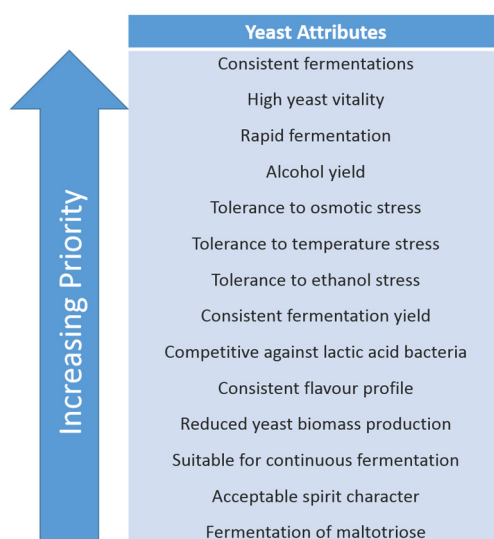 Yeast Attributes
Increasing Priority
Consistent fermentations
High yeast vitality
Rapid fermentation
Alcohol yield
Tolerance to osmotic stress
Tolerance to temperature stress
Tolerance to ethanol stress
Consistent fermentation yield
Competitive against lactic acid bacteria
Consistent flavour profile
Reduced yeast biomass production
Suitable for continuous fermentation
Acceptable spirit character
Fermentation of maltotriose